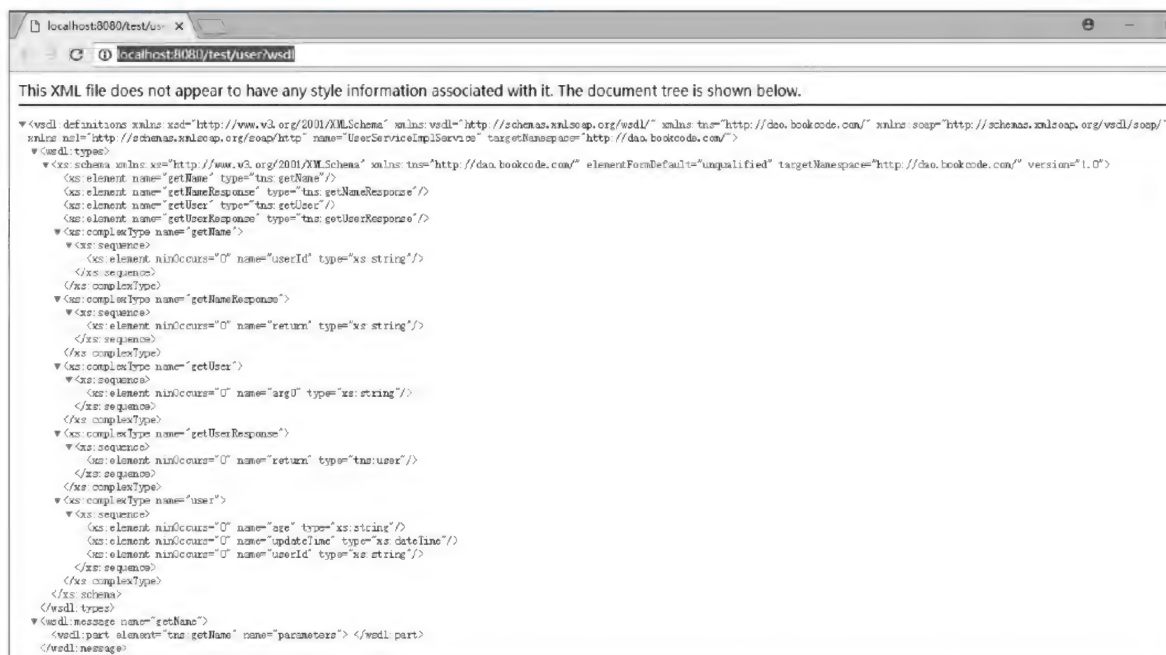 localhost:8080/test/us
localhost:8080/test/user?wsdl
This XML file does not appear to have any style information associated with it. The document tree is shown below.
▼<wsdl:definitions xmlns:xsd="http://www.w3.org/2001/XMLSchema" xmlns:wsdl="http://schemas.xmlsoap.org/wsdl/" xmlns:tns="http://dao.bookcode.com/" xmlns:soap="http://schemas.xmlsoap.org/wsdl/soap/"
xmlns:ns1="http://schemas.xmlsoap.org/soap/http" name="UserServiceImplService" targetNamespace="http://dao.bookcode.com/">
▼<wsdl:types>
▼<xs:schema xmlns:xs="http://www.w3.org/2001/XMLSchema" xmlns:tns="http://dao.bookcode.com/" elementFormDefault="unqualified" targetNamespace="http://dao.bookcode.com/" version="1.0">
<xs:element name="getName" type="tns:getName"/>
<xs:element name="getNameResponse" type="tns:getNameResponse"/>
<xs:element name="getUser" type="tns:getUser"/>
<xs:element name="getUserResponse" type="tns:getUserResponse"/>
▼<xs:complexType name="getName">
▼<xs:sequence>
<xs:element minOccurs="0" name="userId" type="xs:string"/>
</xs:sequence>
</xs:complexType>
▼<xs:complexType name="getNameResponse">
▼<xs:sequence>
<xs:element minOccurs="0" name="return" type="xs:string"/>
</xs:sequence>
</xs:complexType>
▼<xs:complexType name="getUser">
▼<xs:sequence>
<xs:element minOccurs="0" name="arg0" type="xs:string"/>
</xs:sequence>
</xs:complexType>
▼<xs:complexType name="getUserResponse">
▼<xs:sequence>
<xs:element minOccurs="0" name="return" type="tns:user"/>
</xs:sequence>
</xs:complexType>
▼<xs:complexType name="user">
▼<xs:sequence>
<xs:element minOccurs="0" name="age" type="xs:string"/>
<xs:element minOccurs="0" name="updateTime" type="xs:dateTime"/>
<xs:element minOccurs="0" name="userId" type="xs:string"/>
</xs:sequence>
</xs:complexType>
</xs:schema>
</wsdl:types>
▼<wsdl:message name="getName">
<wsdl:part element="tns:getName" name="parameters"> </wsdl:part>
</wsdl:message>